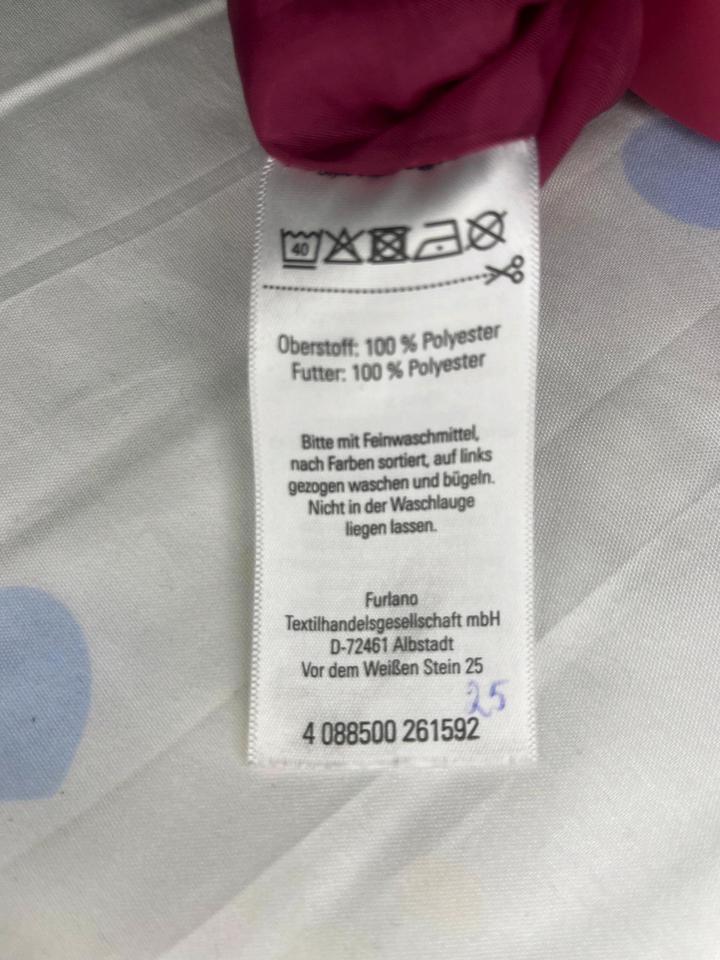 40
Oberstoff: 100 % Polyester
Futter: 100 % Polyester
Bitte mit Feinwaschmittel,
nach Farben sortiert, auf links
gezogen waschen und bügeln.
Nicht in der Waschlauge
liegen lassen.
Furlano
Textilhandelsgesellschaft mbH
D-72461 Albstadt
Vor dem Weißen Stein 25
25
4 088500 261592